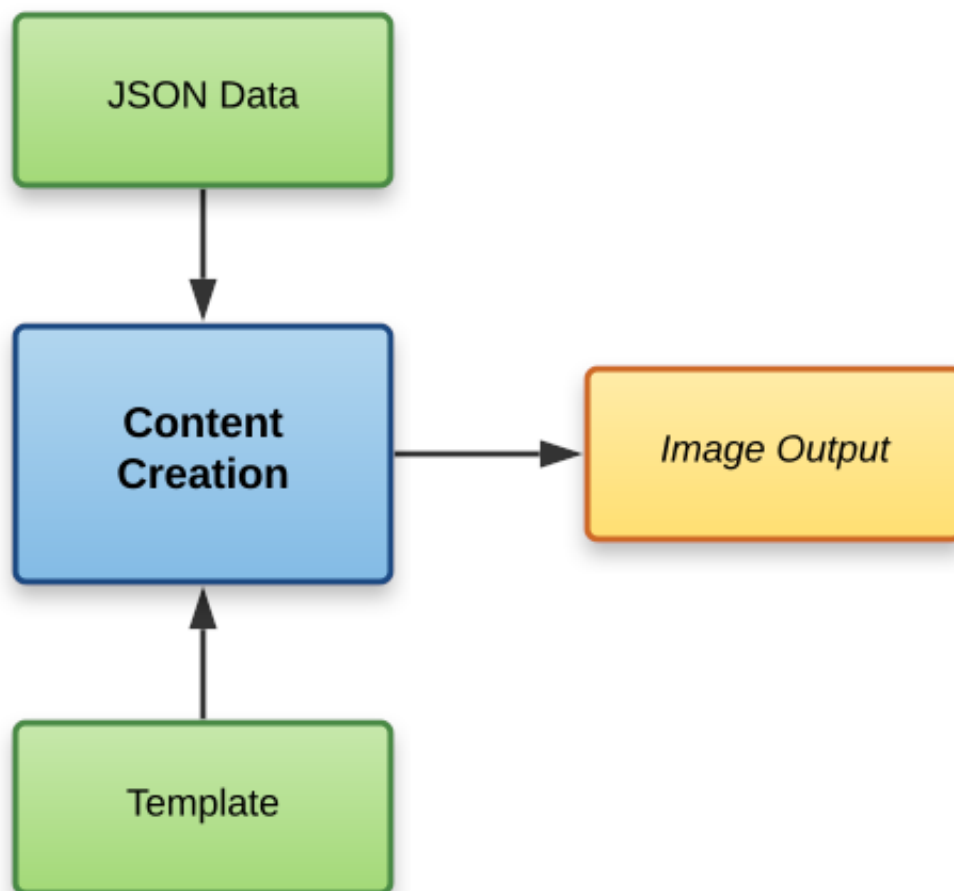 JSON Data
Content
Creation
Image Output
Template